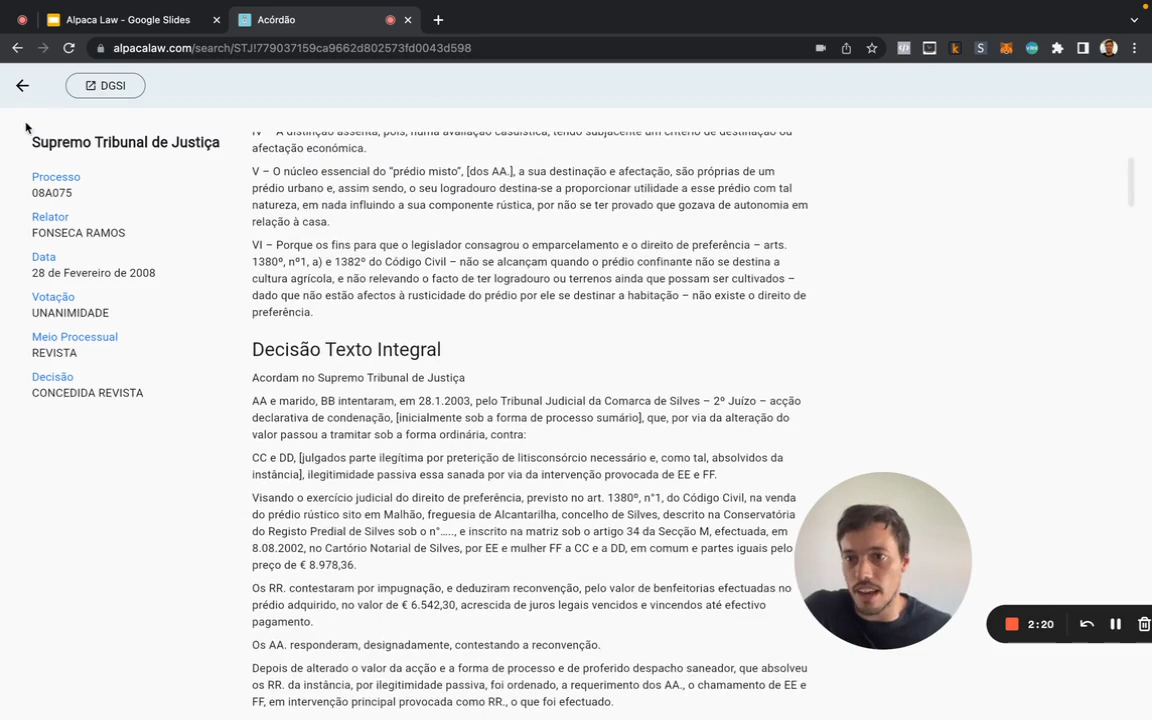 Alpaca Law - Google Slides
Acórdão
alpacalaw.com/search/STJ!779037159ca9662d802573fd0043d598
DGSI
Supremo Tribunal de Justiça
Processo
08A075
Relator
FONSECA RAMOS
Data
28 de Fevereiro de 2008
Votação
UNANIMIDADE
Meio Processual
REVISTA
Decisão
CONCEDIDA REVISTA
IV – A distinção assenta, pois, numa avaliação casuística, tendo subjacente um critério de destinação ou
afectação económica.
V – O núcleo essencial do “prédio misto”, [dos AA.], a sua destinação e afectação, são próprias de um
prédio urbano e, assim sendo, o seu logradouro destina-se a proporcionar utilidade a esse prédio com tal
natureza, em nada influindo a sua componente rústica, por não se ter provado que gozava de autonomia em
relação à casa.
VI – Porque os fins para que o legislador consagrou o emparcelamento e o direito de preferência – arts.
1380º, nº1, a) e 1382º do Código Civil – não se alcançam quando o prédio confinante não se destina a
cultura agrícola, e não relevando o facto de ter logradouro ou terrenos ainda que possam ser cultivados –
dado que não estão afectos à rusticidade do prédio por ele se destinar a habitação – não existe o direito de
preferência.
Decisão Texto Integral
Acordam no Supremo Tribunal de Justiça
AA e marido, BB intentaram, em 28.1.2003, pelo Tribunal Judicial da Comarca de Silves – 2º Juízo – acção
declarativa de condenação, [inicialmente sob a forma de processo sumário], que, por via da alteração do
valor passou a tramitar sob a forma ordinária, contra:
CC e DD, [julgados parte ilegítima por preterição de litisconsórcio necessário e, como tal, absolvidos da
instância], ilegitimidade passiva essa sanada por via da intervenção provocada de EE e FF.
Visando o exercício judicial do direito de preferência, previsto no art. 1380º, n°1, do Código Civil, na venda
do prédio rústico sito em Malhão, freguesia de Alcantarilha, concelho de Silves, descrito na Conservatória
do Registo Predial de Silves sob o n°....., e inscrito na matriz sob o artigo 34 da Secção M, efectuada, em
8.08.2002, no Cartório Notarial de Silves, por EE e mulher FF a CC e a DD, em comum e partes iguais pelo
preço de € 8.978,36.
Os RR. contestaram por impugnação, e deduziram reconvenção, pelo valor de benfeitorias efectuadas no
prédio adquirido, no valor de € 6.542,30, acrescida de juros legais vencidos e vincendos até efectivo
pagamento.
Os AA. responderam, designadamente, contestando a reconvenção.
Depois de alterado o valor da acção e a forma de processo e de proferido despacho saneador, que absolveu
os RR. da instância, por ilegitimidade passiva, foi ordenado, a requerimento dos AA., o chamamento de EE e
FF, em intervenção principal provocada como RR., o que foi efectuado.
2:20